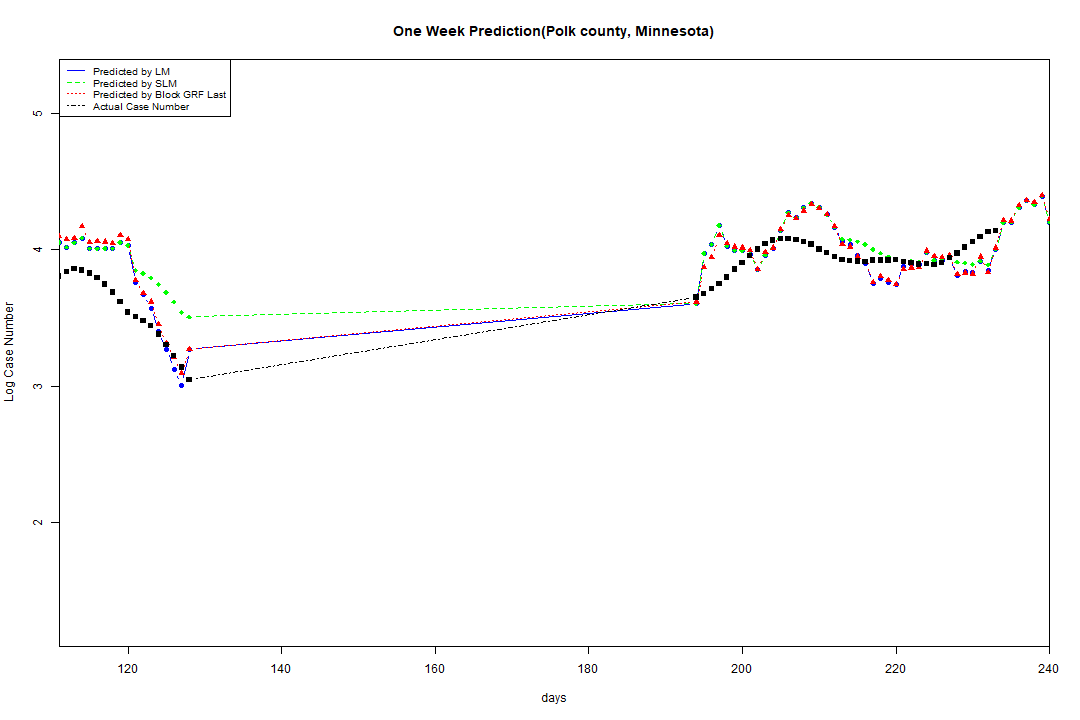 One Week Prediction(Polk county, Minnesota)
Predicted by LM
Predicted by SLM
Predicted by Block GRF Last
Actual Case Number
5
4
3
2
Log Case Number
120 140 160 180 200 220 240
days